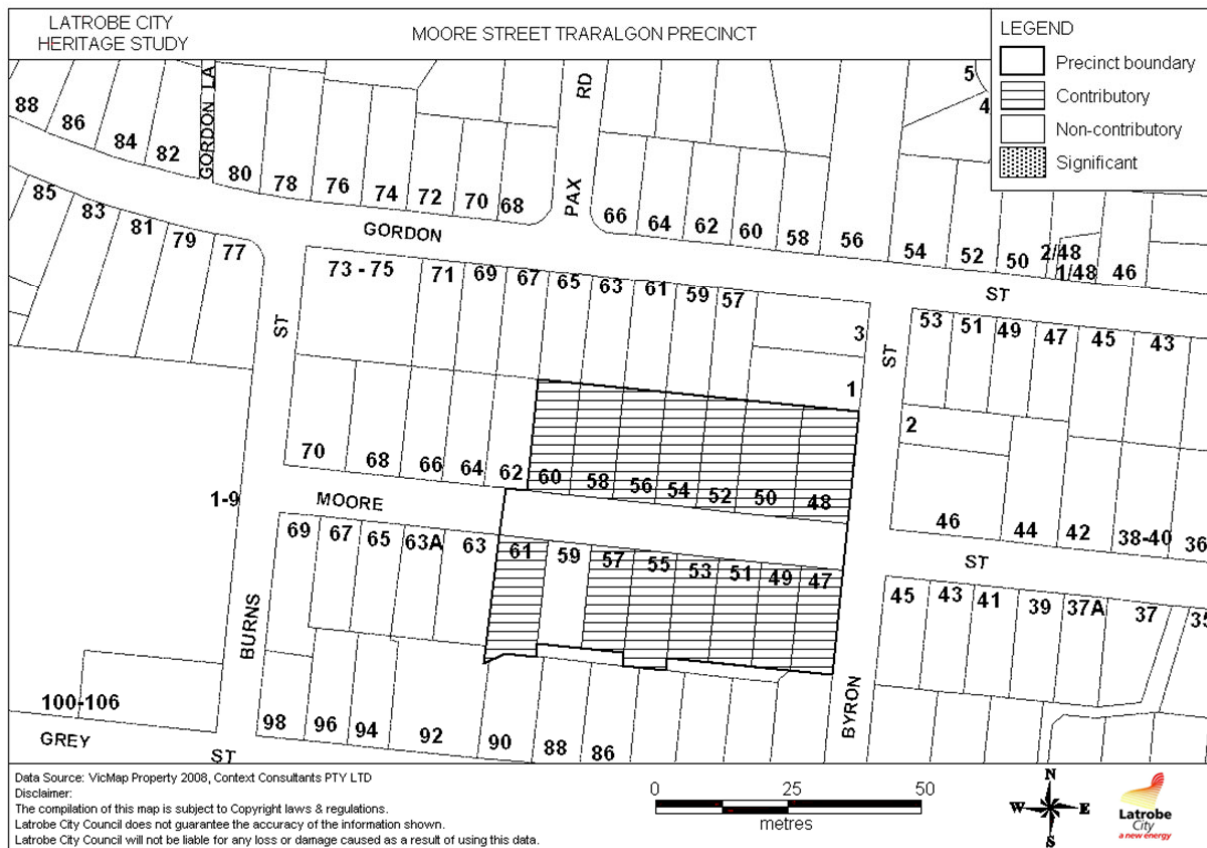 LATROBE CITY
HERITAGE STUDY
MOORE STREET TRARALGON PRECINCT
LEGEND
Precinct boundary
Contributory
Non-contributory
Significant
88
86
84
82
GORDON LA
80
78
76
74
72
70
68
PAX RD
66
64
62
60
58
56
54
52
50
2/48
1/48
46
5
4
GORDON ST
85
83
81
79
77
73 - 75
71
69
67
65
63
61
59
57
3
1
53
51
49
47
45
43
2
70
68
66
64
62
60
58
56
54
52
50
48
46
44
42
38-40
36
MOORE ST
1-9
69
67
65
63A
63
61
59
57
55
53
51
49
47
45
43
41
39
37A
37
35
BURNS ST
BYRON ST
100-106
98
96
94
92
90
88
86
GREY ST
Data Source: VicMap Property 2008, Context Consultants PTY LTD
Disclaimer:
The compilation of this map is subject to Copyright laws & regulations.
Latrobe City Council does not guarantee the accuracy of the information shown.
Latrobe City Council will not be liable for any loss or damage caused as a result of using this data.
0 25 50
metres
N
W E
S
Latrobe
City
a new energy